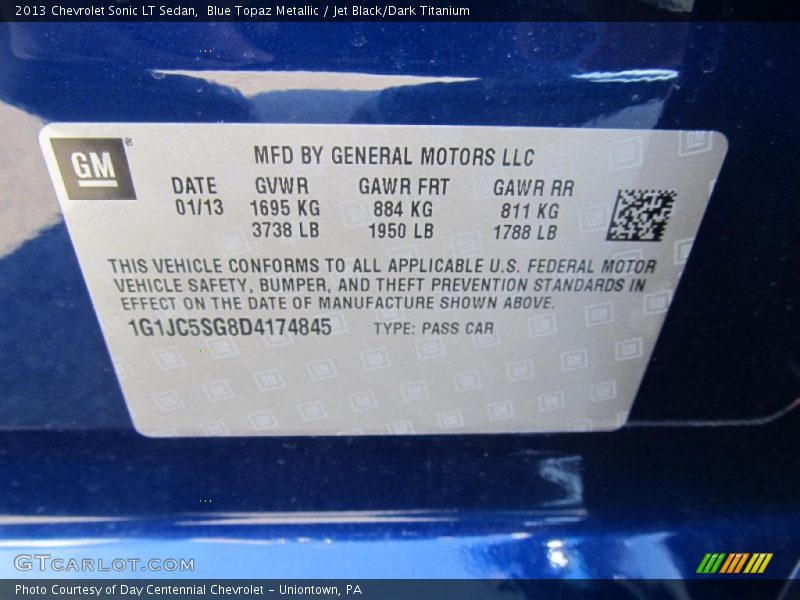 2013 Chevrolet Sonic LT Sedan, Blue Topaz Metallic / Jet Black/Dark Titanium
GM®
MFD BY GENERAL MOTORS LLC
DATE GVWR GAWR FRT GAWR RR
01/13 1695 KG 884 KG 811 KG
3738 LB 1950 LB 1788 LB
THIS VEHICLE CONFORMS TO ALL APPLICABLE U.S. FEDERAL MOTOR
VEHICLE SAFETY, BUMPER, AND THEFT PREVENTION STANDARDS IN
EFFECT ON THE DATE OF MANUFACTURE SHOWN ABOVE.
1G1JC5SG8D4174845 TYPE: PASS CAR
GTCARLOT.COM
Photo Courtesy of Day Centennial Chevrolet - Uniontown, PA